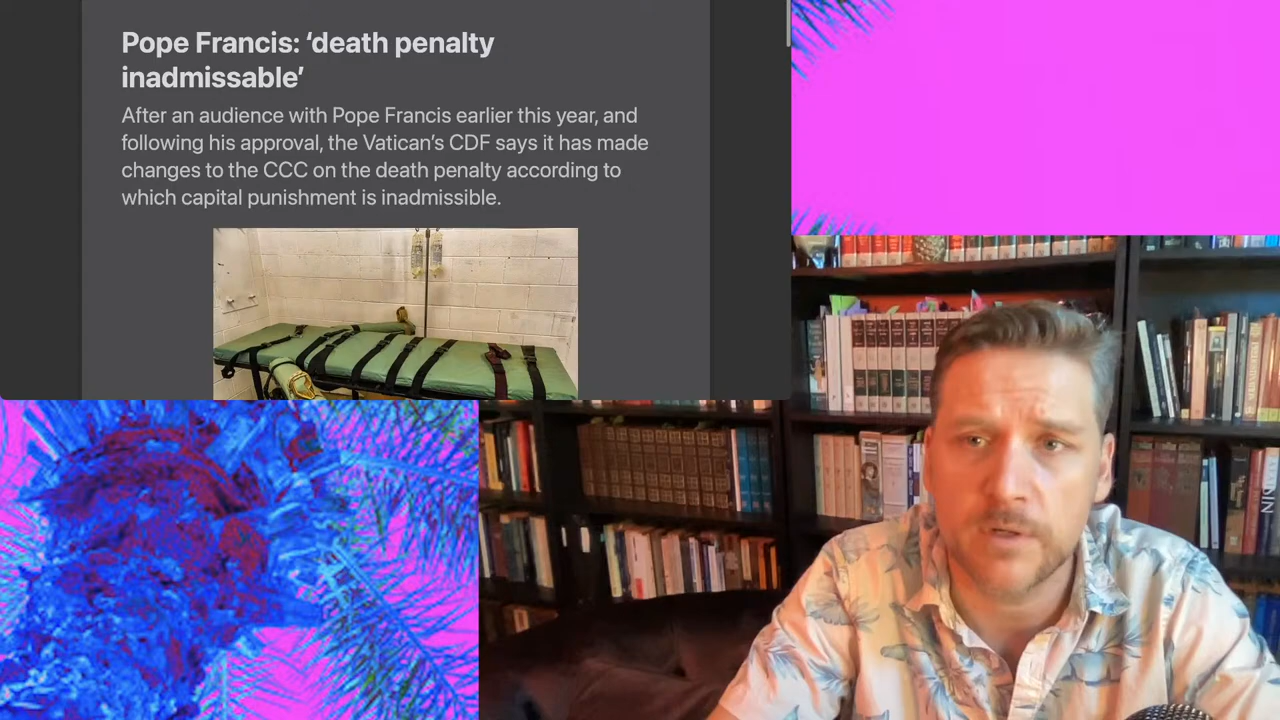 Pope Francis: ‘death penalty
inadmissable’
After an audience with Pope Francis earlier this year, and
following his approval, the Vatican’s CDF says it has made
changes to the CCC on the death penalty according to
which capital punishment is inadmissible.